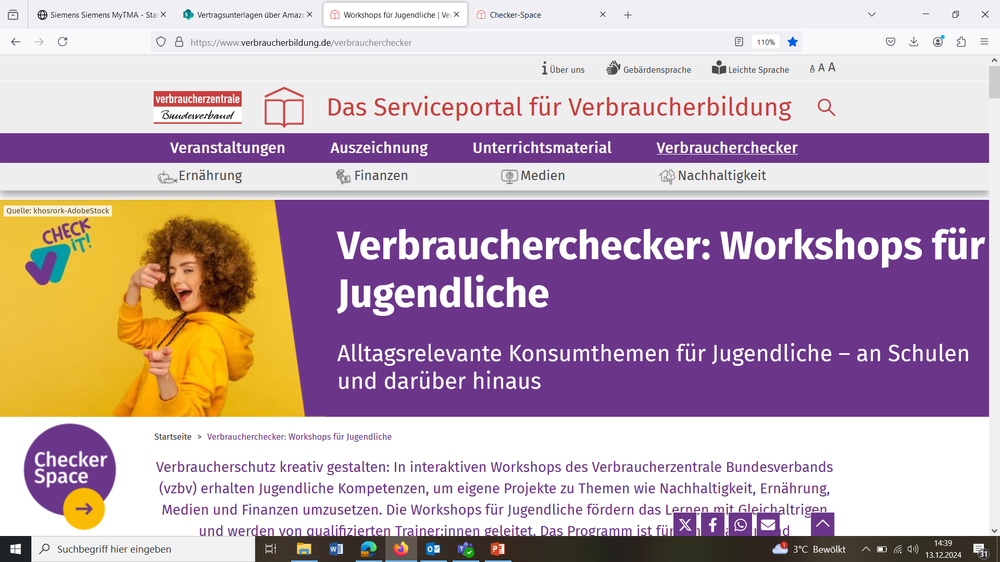 Siemens Siemens MyTMA - Star
Vertragsunterlagen über Amazo
Workshops für Jugendliche | Ver
Checker-Space
https://www.verbraucherbildung.de/verbraucherchecker
110%
Über uns
Gebärdensprache
Leichte Sprache
A A A
verbraucherzentrale
Bundesverband
Das Serviceportal für Verbraucherbildung
Veranstaltungen
Auszeichnung
Unterrichtsmaterial
Verbraucherchecker
Ernährung
Finanzen
Medien
Nachhaltigkeit
Quelle: khosrork-AdobeStock
CHECK
iT!
Verbraucherchecker: Workshops für
Jugendliche
Alltagsrelevante Konsumthemen für Jugendliche – an Schulen
und darüber hinaus
Checker
Space
Startseite > Verbraucherchecker: Workshops für Jugendliche
Verbraucherschutz kreativ gestalten: In interaktiven Workshops des Verbraucherzentrale Bundesverbands
(vzbv) erhalten Jugendliche Kompetenzen, um eigene Projekte zu Themen wie Nachhaltigkeit, Ernährung,
Medien und Finanzen umzusetzen. Die Workshops für Jugendliche fördern das Lernen mit Gleichaltrigen
und werden von qualifizierten Trainer:innen geleitet. Das Programm ist für
Suchbegriff hier eingeben
1
3°C Bewölkt
14:39
13.12.2024
31